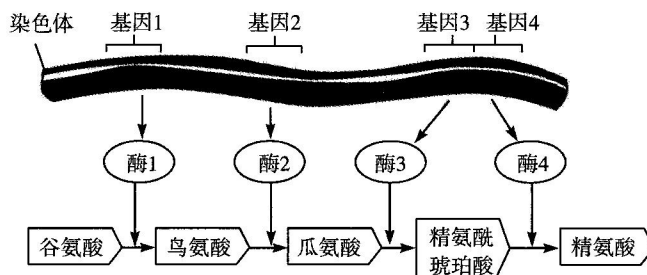 基因1 基因2 基因3 基因4
染色体
酶1 酶2 酶3 酶4
谷氨酸 鸟氨酸 瓜氨酸 精氨酰琥珀酸 精氨酸